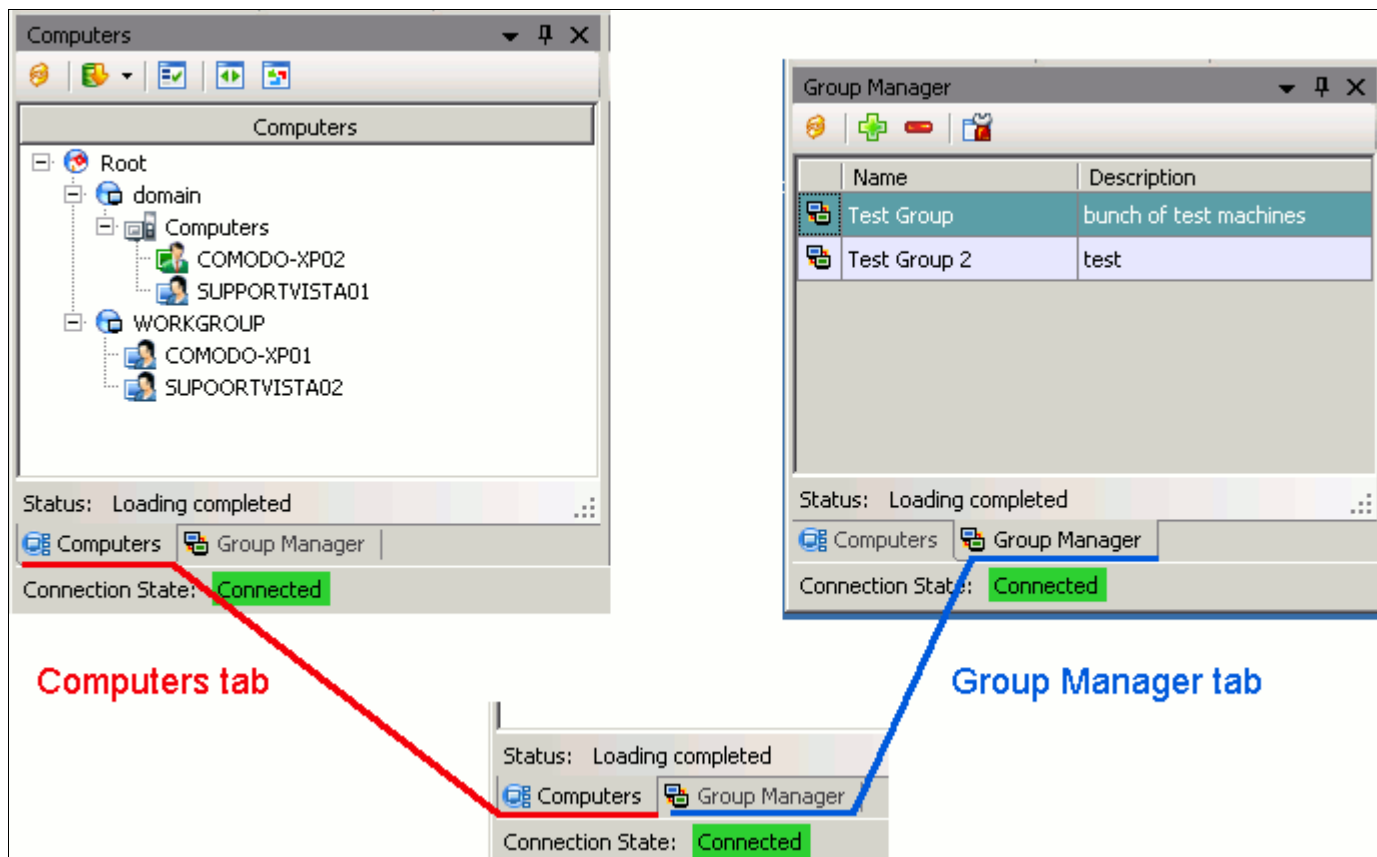 Computers
Computers
Root
domain
Computers
COMODO-XP02
SUPPORTVISTA01
WORKGROUP
COMODO-XP01
SUPOORTVISTA02
Status: Loading completed
Computers Group Manager
Connection State: Connected
Group Manager
Name Description
Test Group bunch of test machines
Test Group 2 test
Status: Loading completed
Computers Group Manager
Connection State: Connected
Computers tab
Group Manager tab
Status: Loading completed
Computers Group Manager
Connection State: Connected